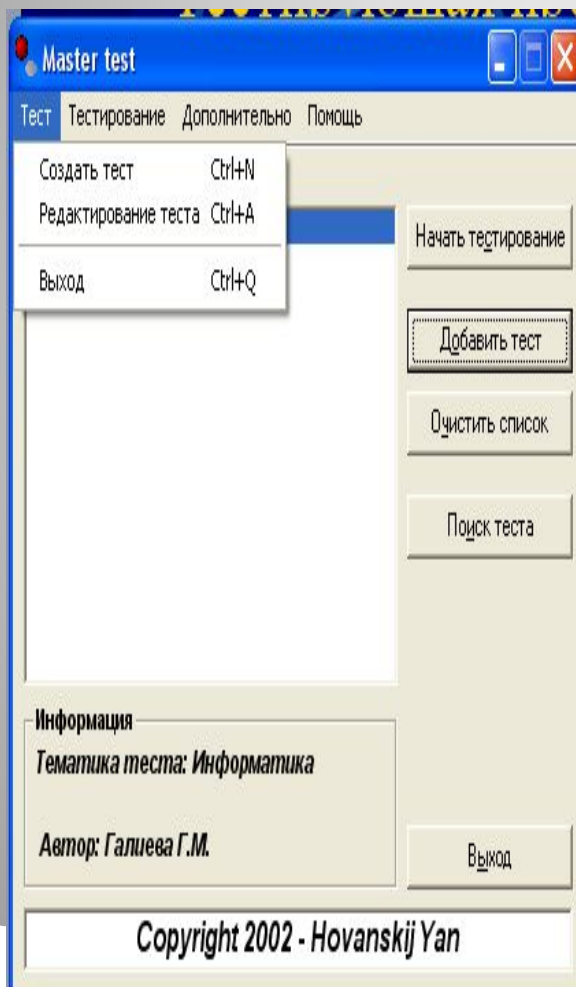 Master test
Тест Тестирование Дополнительно Помощь
Создать тест Ctrl+N
Редактирование теста Ctrl+A
Выход Ctrl+Q
Начать тестирование
Добавить тест
Очистить список
Поиск теста
Информация
Тематика теста: Информатика
Автор: Галиева Г.М.
Выход
Copyright 2002 - Hovanskij Yan